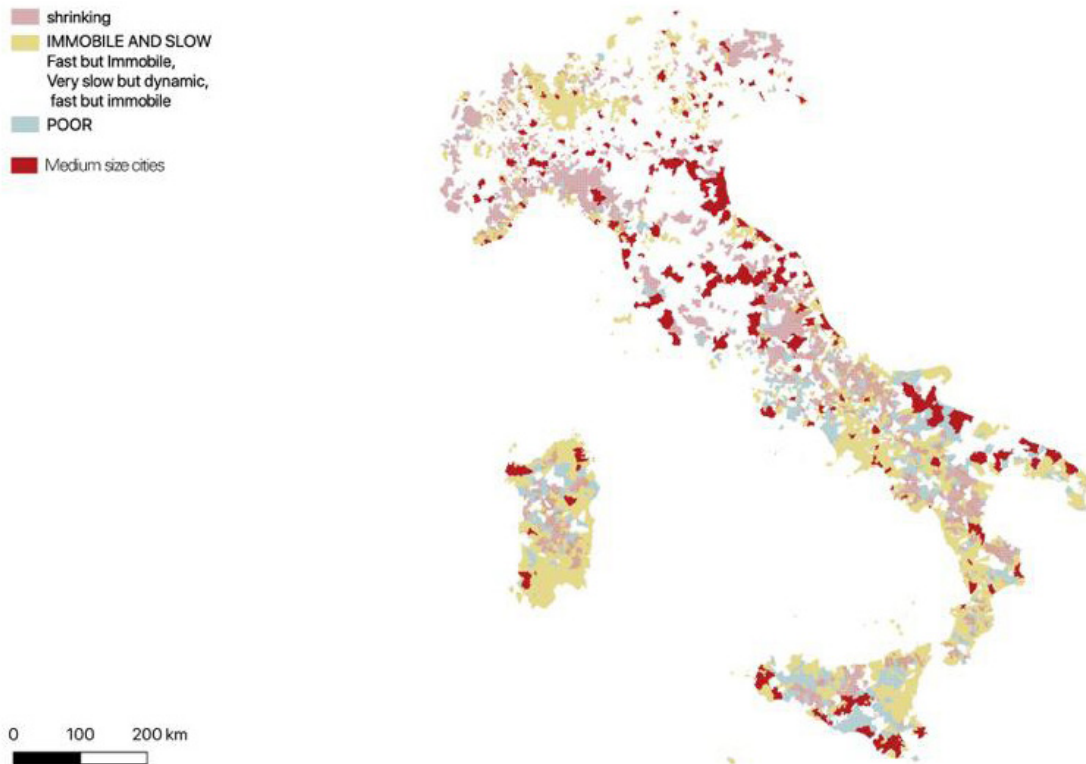 shrinking
IMMOBILE AND SLOW
Fast but Immobile,
Very slow but dynamic,
fast but immobile
POOR
Medium size cities
0 100 200 km